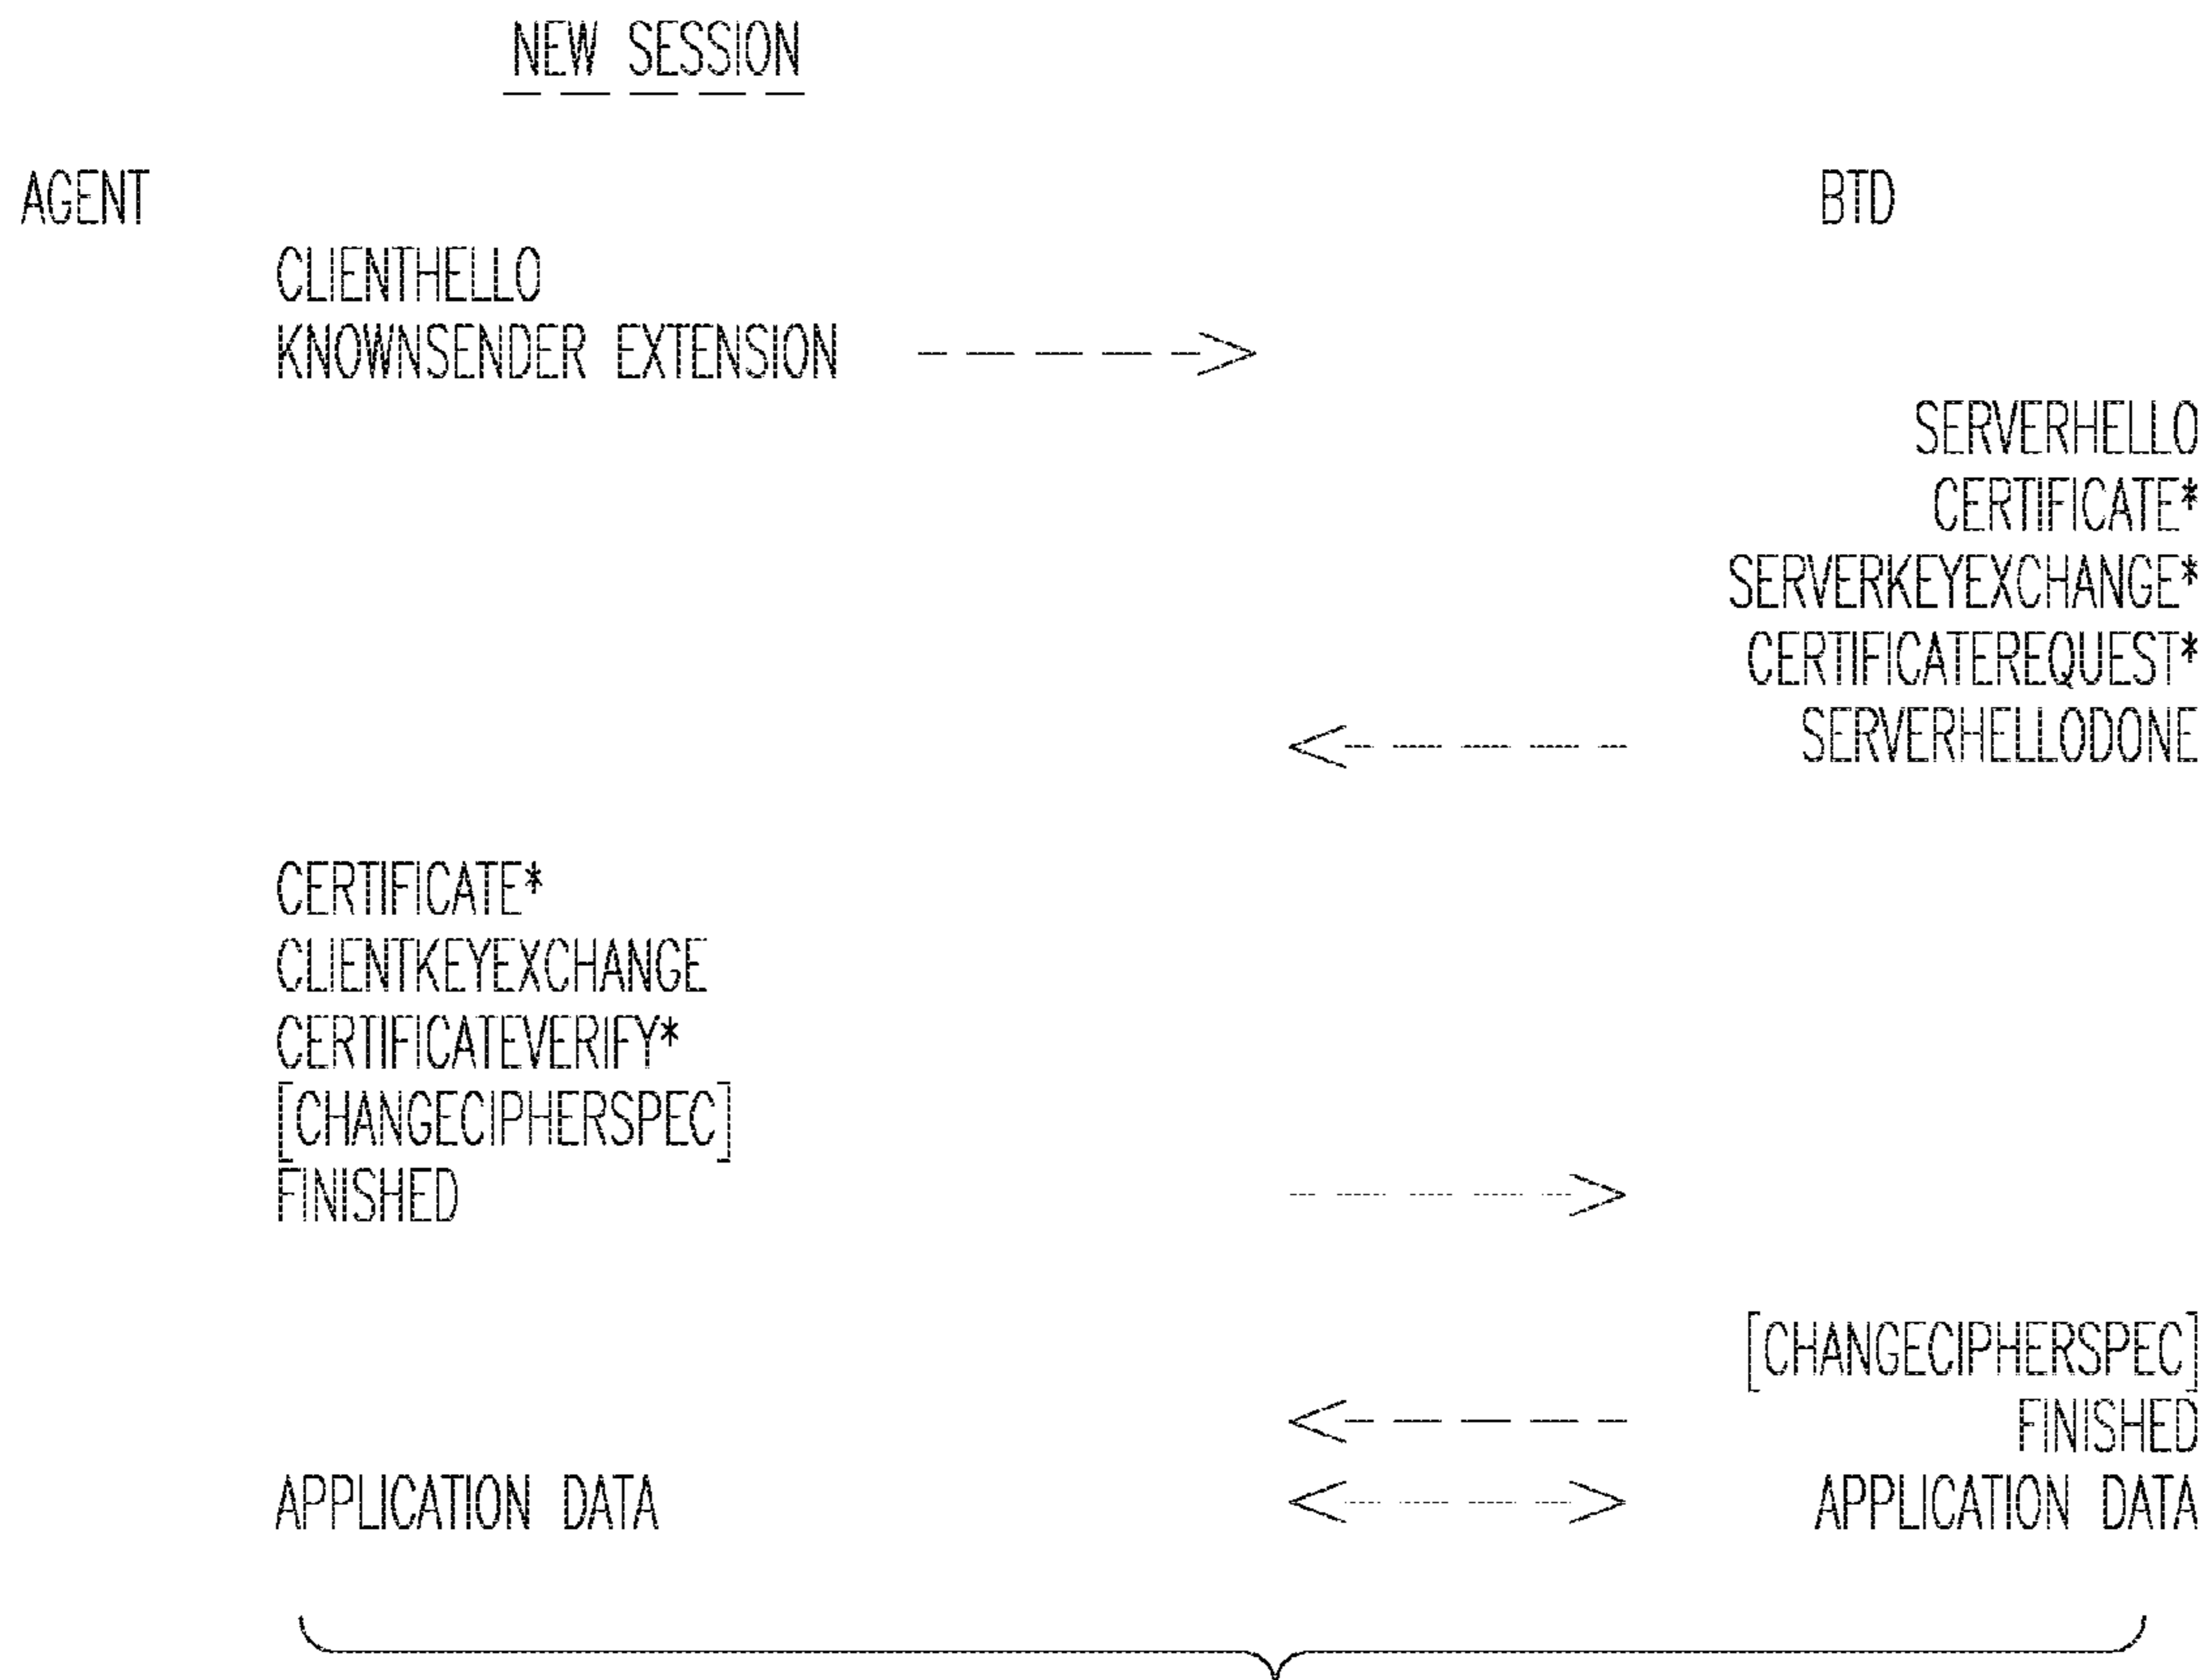 NEW SESSION
AGENT BTD
CLIENTHELLO
KNOWNSENDER EXTENSION
SERVERHELLO
CERTIFICATE*
SERVERKEYEXCHANGE*
CERTIFICATEREQUEST*
SERVERHELLODONE
CERTIFICATE*
CLIENTKEYEXCHANGE
CERTIFICATEVERIFY*
[CHANGECIPHERSPEC]
FINISHED
[CHANGECIPHERSPEC]
FINISHED
APPLICATION DATA APPLICATION DATA